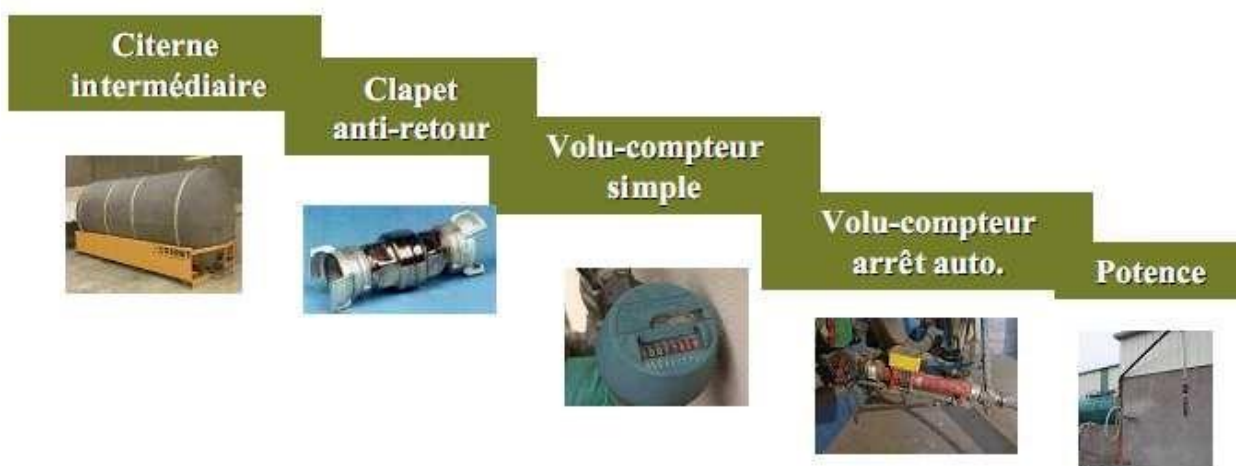 Citerne
intermédiaire
Clapet
anti-retour
Volu-compteur
simple
Volu-compteur
arrêt auto.
Potence